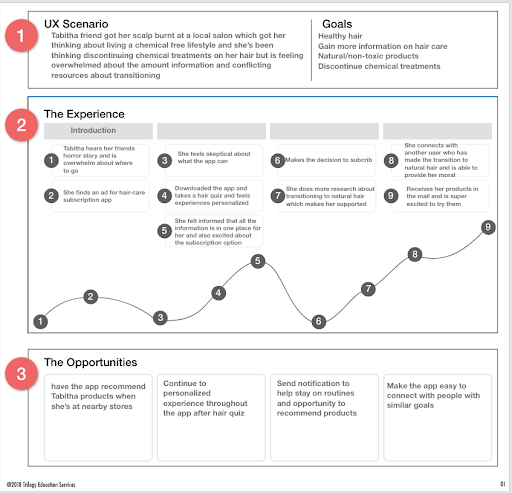 1
UX Scenario
Tabitha friend got her scalp burnt at a local salon which got her
thinking about living a chemical free lifestyle and she's been
thinking discontinuing chemical treatments on her hair but is feeling
overwhelmed about the amount information and conflicting
resources about transitioning
Goals
Healthy hair
Gain more information on hair care
Natural/non-toxic products
Discontinue chemical treatments
2
The Experience
Introduction
1
Tabitha hears her friends
horror story and is
overwhelm about where
to go
2
She finds an ad for hair-care
subscription app
3
She feels skeptical about
what the app can
4
Downloaded the app and
takes a hair quiz and feels
experiences personalized
5
She felt informed that all the
information is in one place for
her and also excited about
the subscription option
6
Makes the decision to subcrib
7
She does more research about
transitioning to natural hair
which makes her supported
8
She connects with
another user who has
made the transition to
natural hair and is able to
provide her moral
9
Receives her products in
the mail and is super
excited to try them
1
2
3
4
5
6
7
8
9
3
The Opportunities
have the app recommend
Tabitha products when
she's at nearby stores
Continue to
personalized
experience throughout
the app after hair quiz
Send notification to
help stay on routines
and opportunity to
recommend products
Make the app easy to
connect with people with
similar goals
©2018 Trilogy Education Services
01